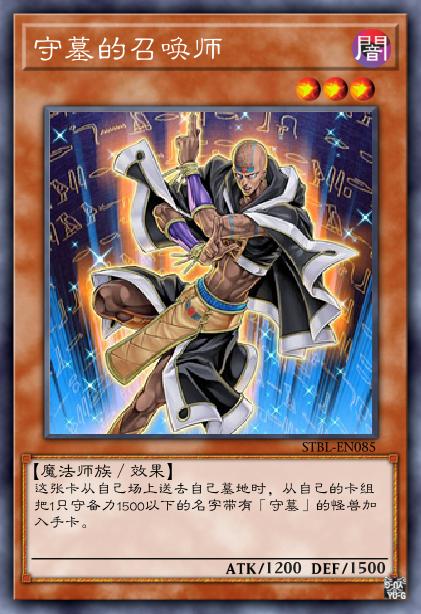 守墓的召唤师
闇
STBL-EN085
【魔法师族/效果】
这张卡从自己场上送去自己墓地时，从自己的卡组
把1只守备力1500以下的名字带有「守墓」的怪兽加
入手卡。
ATK/1200 DEF/1500